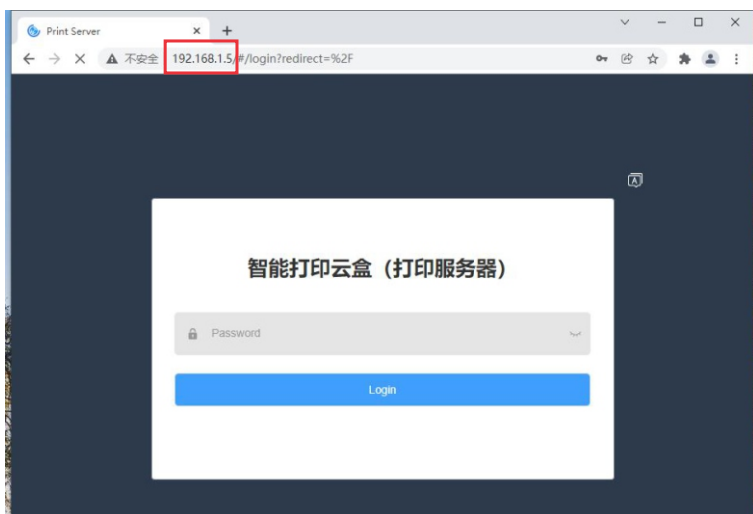 Print Server
不安全 192.168.1.5/#/login?redirect=%2F
A
智能打印云盒（打印服务器）
Password
Login